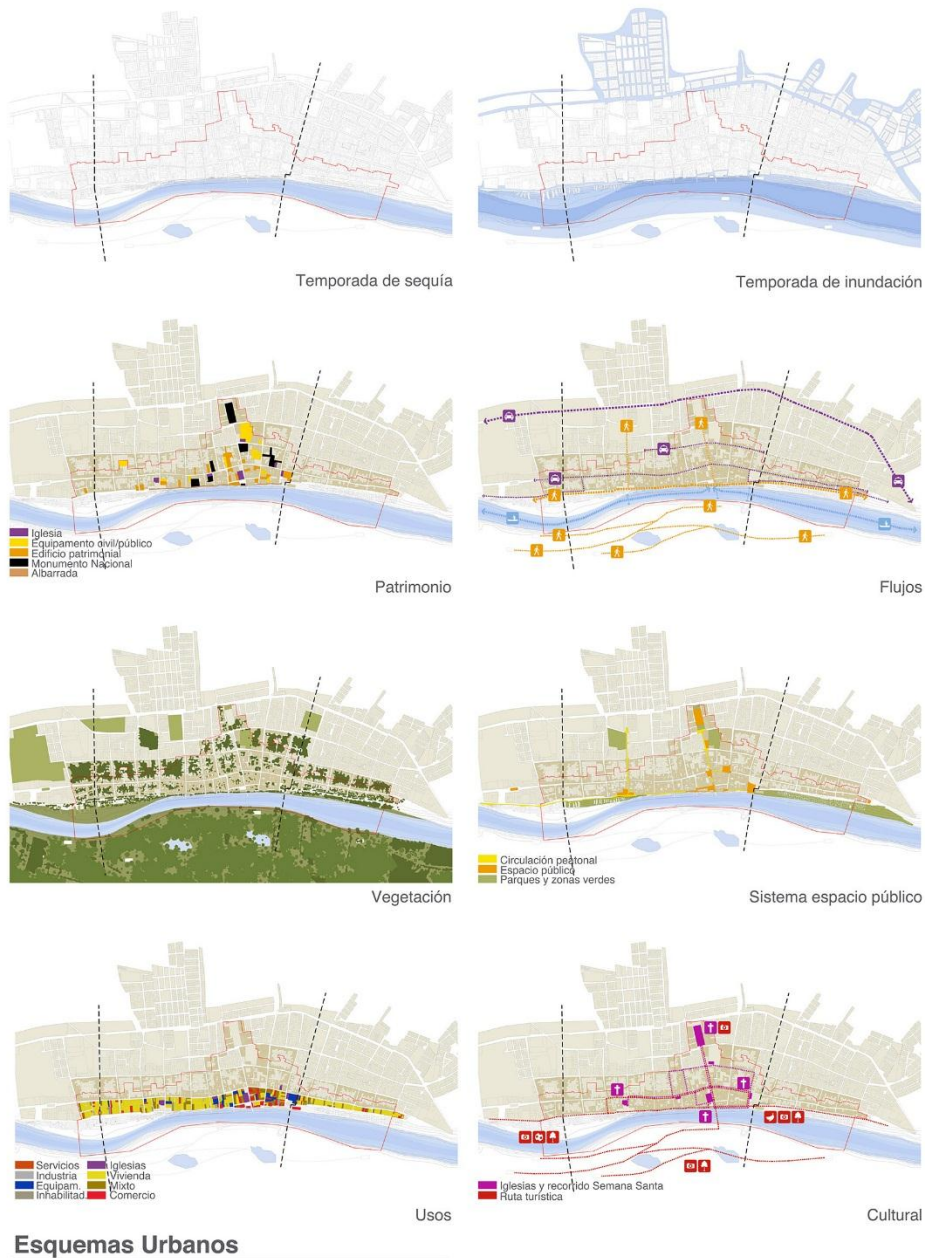 Temporada de sequía
Temporada de inundación
Iglesia
Equipamento civil/público
Edificio patrimonial
Monumento Nacional
Albarrada
Patrimonio
Flujos
Vegetación
Circulación peatonal
Espacio público
Parques y zonas verdes
Sistema espacio público
Servicios
Iglesias
Industria
Vivienda
Equipam.
Mixto
Inhabilitad.
Comercio
Usos
Iglesias y recorrido Semana Santa
Ruta turística
Cultural
Esquemas Urbanos